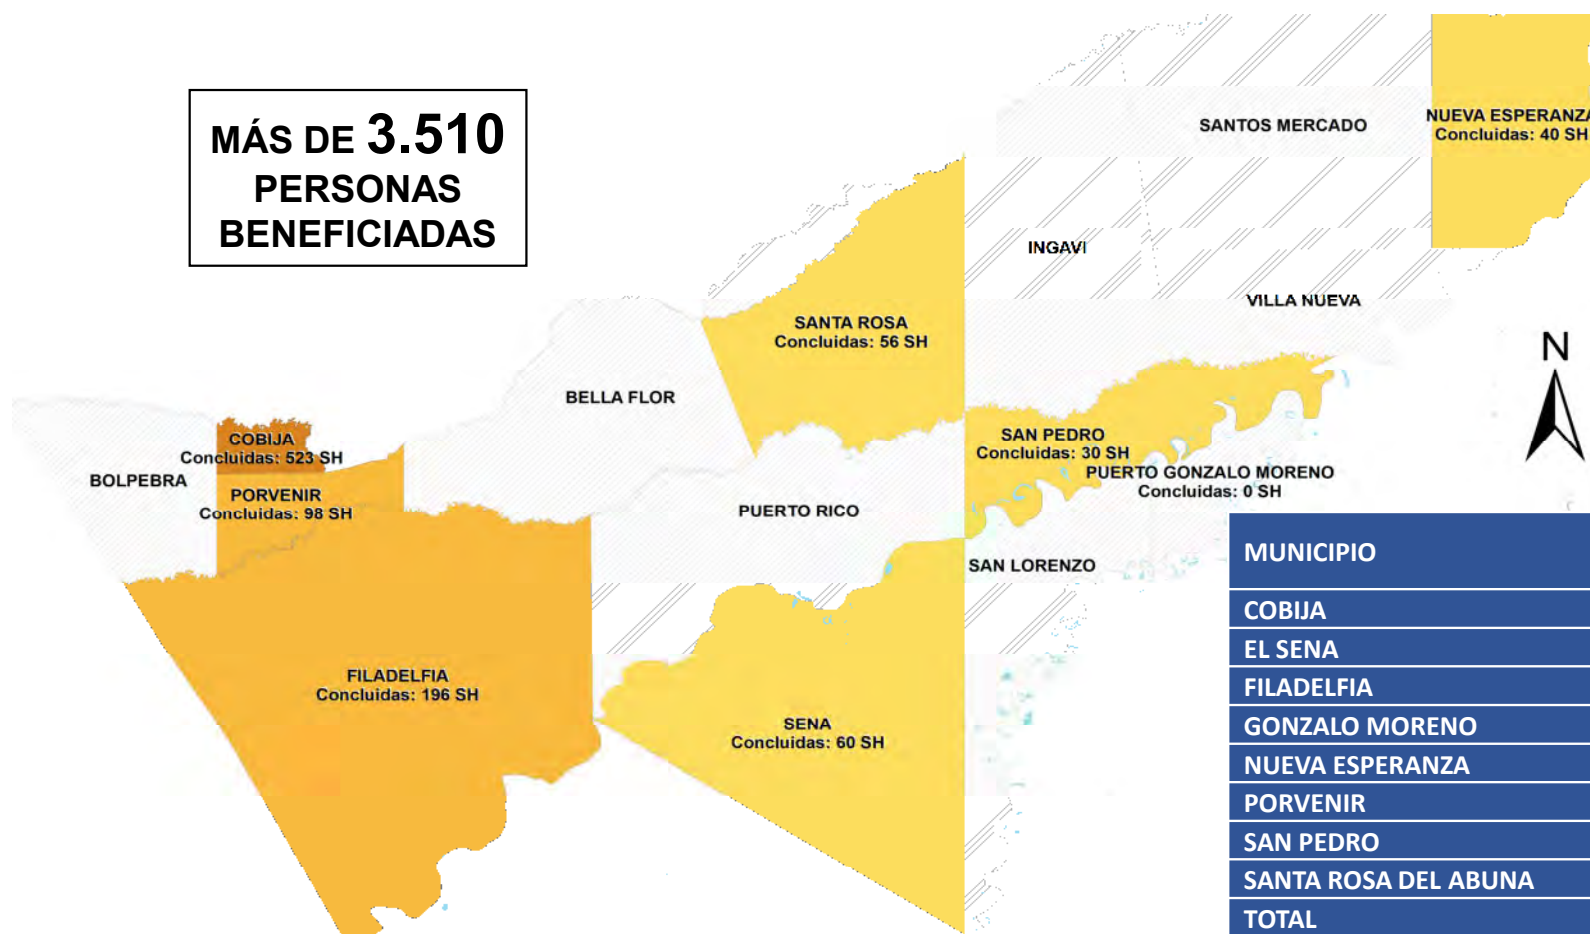 MÁS DE 3.510
PERSONAS
BENEFICIADAS
SANTOS MERCADO
NUEVA ESPERANZA
Concluidas: 40 SH
INGAVI
VILLA NUEVA
SANTA ROSA
Concluidas: 56 SH
N
BELLA FLOR
COBIJA
Concluidas: 523 SH
BOLPEBRA
PORVENIR
Concluidas: 98 SH
SAN PEDRO
Concluidas: 30 SH
PUERTO GONZALO MORENO
Concluidas: 0 SH
PUERTO RICO
SAN LORENZO
FILADELFIA
Concluidas: 196 SH
SENA
Concluidas: 60 SH
MUNICIPIO
COBIJA
EL SENA
FILADELFIA
GONZALO MORENO
NUEVA ESPERANZA
PORVENIR
SAN PEDRO
SANTA ROSA DEL ABUNA
TOTAL